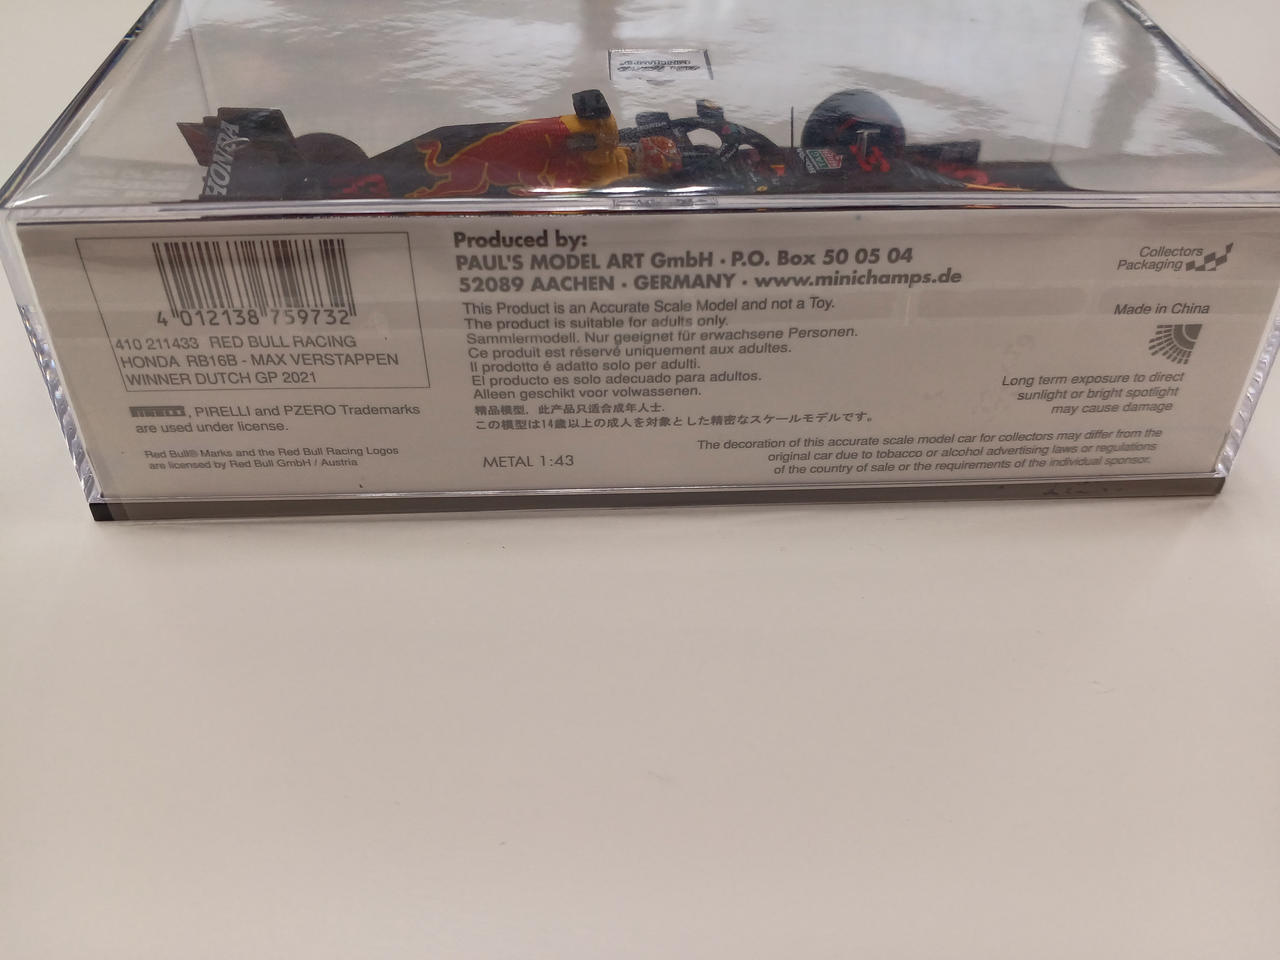 MINICHAMPS
HONDA
33
TAG
33
4 012138 759732
410 211433 RED BULL RACING
HONDA RB16B - MAX VERSTAPPEN
WINNER DUTCH GP 2021
PIRELLI, PIRELLI and PZERO Trademarks
are used under license.
Red Bull® Marks and the Red Bull Racing Logos
are licensed by Red Bull GmbH / Austria
Produced by:
PAUL'S MODEL ART GmbH · P.O. Box 50 05 04
52089 AACHEN · GERMANY · www.minichamps.de
This Product is an Accurate Scale Model and not a Toy.
The product is suitable for adults only.
Sammlermodell. Nur geeignet für erwachsene Personen.
Ce produit est réservé uniquement aux adultes.
Il prodotto é adatto solo per adulti.
El producto es solo adecuado para adultos.
Alleen geschikt voor volwassenen.
精品模型，此产品只适合成年人士.
この模型は14歳以上の成人を対象とした精密なスケールモデルです。
METAL 1:43
Collectors
Packaging
Made in China
Long term exposure to direct
sunlight or bright spotlight
may cause damage
The decoration of this accurate scale model car for collectors may differ from the
original car due to tobacco or alcohol advertising laws or regulations
of the country of sale or the requirements of the individual sponsor.